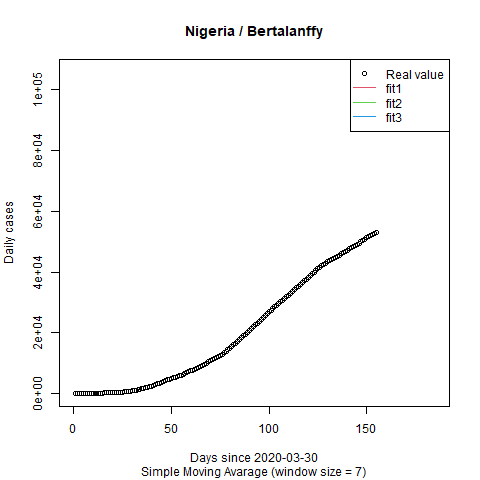 Nigeria / Bertalanffy
Real value
fit1
fit2
fit3
Daily cases
1e+05
8e+04
6e+04
4e+04
2e+04
0e+00
0 50 100 150
Days since 2020-03-30
Simple Moving Avarage (window size = 7)